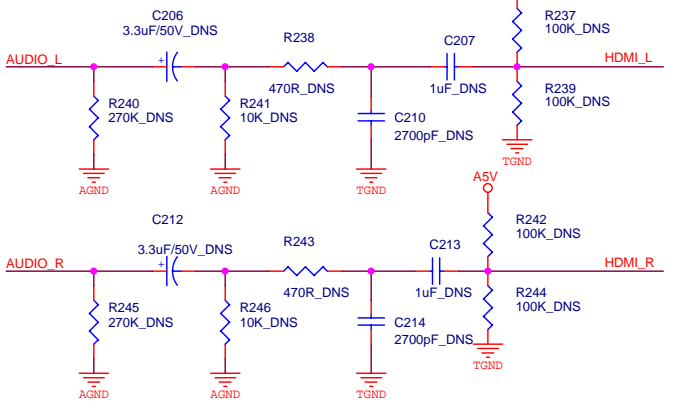 C206
3.3uF/50V_DNS
R237
100K_DNS
R238
C207
AUDIO_L
+
HDMI_L
470R_DNS
1uF_DNS
R239
100K_DNS
R240
270K_DNS
R241
10K_DNS
C210
2700pF_DNS
TGND
AGND
AGND
TGND
A5V
C212
R242
100K_DNS
3.3uF/50V_DNS
R243
C213
AUDIO_R
+
HDMI_R
470R_DNS
1uF_DNS
R244
100K_DNS
R245
270K_DNS
R246
10K_DNS
C214
2700pF_DNS
TGND
AGND
AGND
TGND